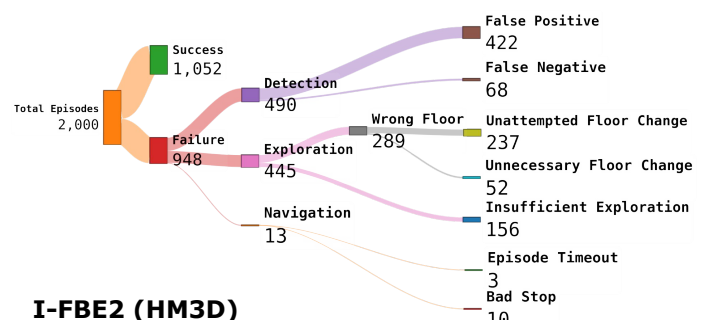 False Positive
422
Success
1,052
False Negative
68
Detection
490
Total Episodes
2,000
Wrong Floor
289
Unattempted Floor Change
237
Failure
948
Exploration
445
Unnecessary Floor Change
52
Insufficient Exploration
156
Navigation
13
Episode Timeout
3
Bad Stop
10
I-FBE2 (HM3D)